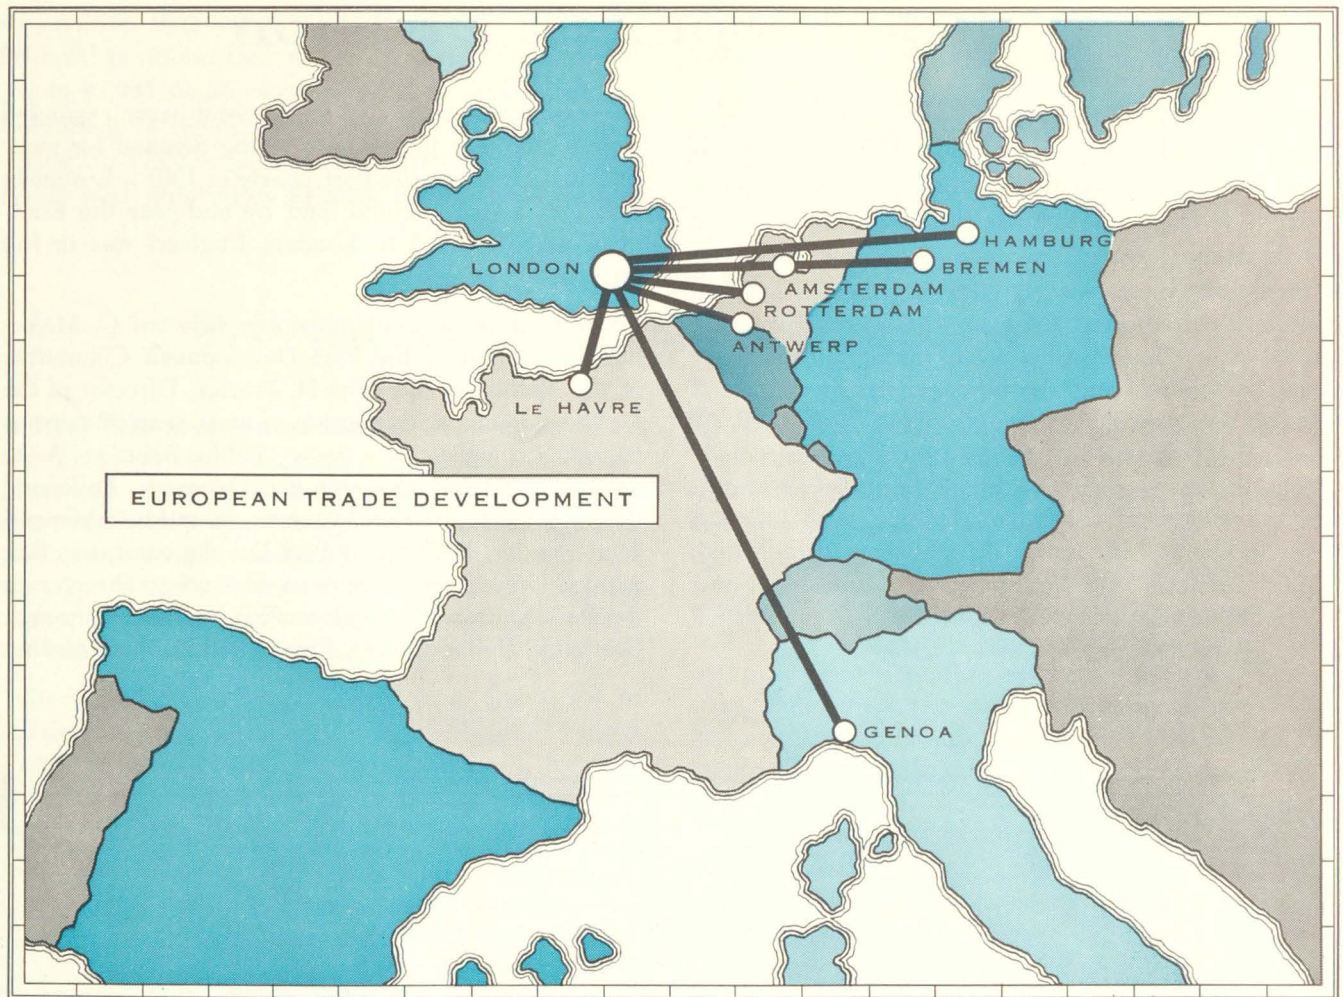 HAMBURG
LONDON
BREMEN
AMSTERDAM
ROTTERDAM
ANTWERP
LE HAVRE
EUROPEAN TRADE DEVELOPMENT
GENOA